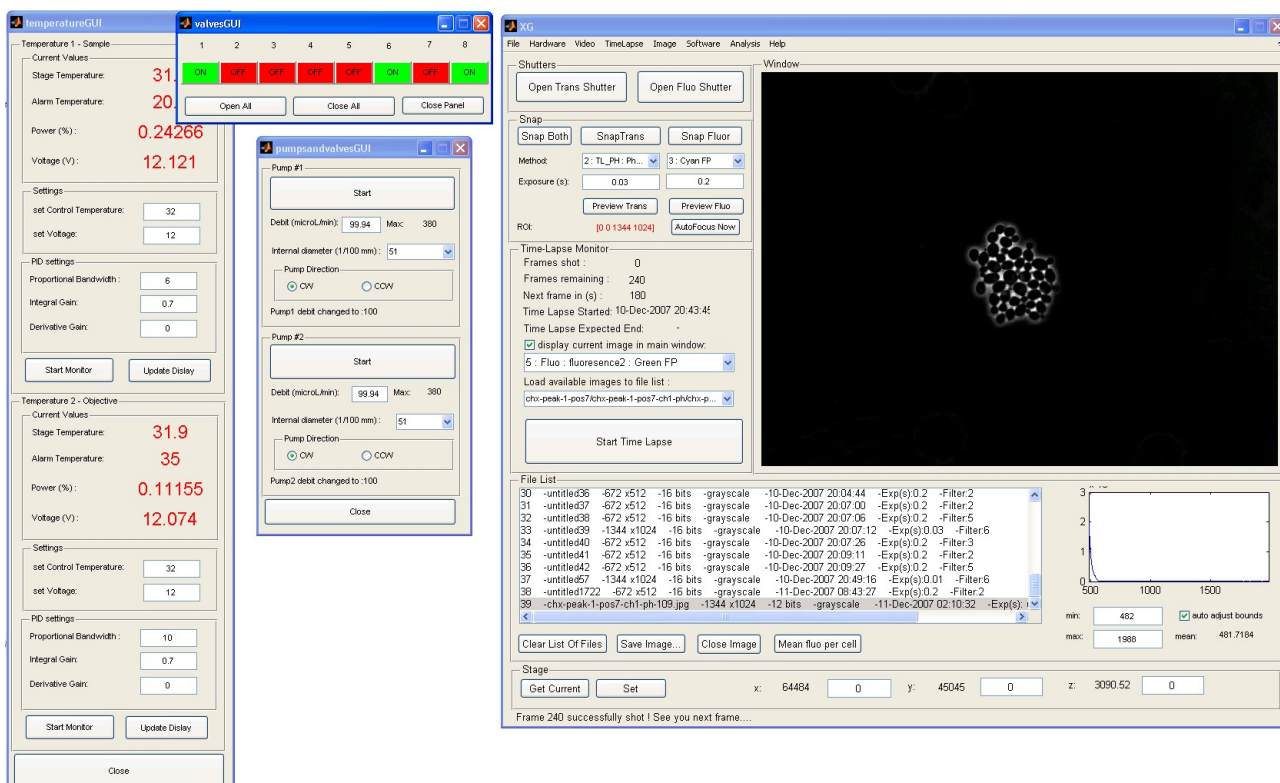 temperatureGUI
Temperature 1 - Sample
Current Values
Stage Temperature: 31.
Alarm Temperature: 20.
Power (%) : 0.24266
Voltage (V) : 12.121
Settings
set Control Temperature: 32
set Voltage: 12
PID settings
Proportional Bandwidth : 6
Integral Gain: 0.7
Derivative Gain: 0
Start Monitor Update Dislay
Temperature 2 - Objective
Current Values
Stage Temperature: 31.9
Alarm Temperature: 35
Power (%) : 0.11155
Voltage (V) : 12.074
Settings
set Control Temperature: 32
set Voltage: 12
PID settings
Proportional Bandwidth : 10
Integral Gain: 0.7
Derivative Gain: 0
Start Monitor Update Dislay
Close
valvesGUI
1 2 3 4 5 6 7 8
ON OFF OFF OFF OFF ON OFF ON
Open All Close All Close Panel
pumpsandvalvesGUI
Pump #1
Start
Debit (microL/min): 99.94 Max: 380
Internal diameter (1/100 mm) : 51
Pump Direction
CW CCW
Pump1 debit changed to :100
Pump #2
Start
Debit (microL/min): 99.94 Max: 380
Internal diameter (1/100 mm) : 51
Pump Direction
CW CCW
Pump2 debit changed to :100
Close
XG
File Hardware Video TimeLapse Image Software Analysis Help
Shutters
Open Trans Shutter Open Fluo Shutter
Snap
Snap Both SnapTrans Snap Fluor
Method: 2 : TL_PH : Ph... 3 : Cyan FP
Exposure (s): 0.03 0.2
Preview Trans Preview Fluo
ROI: [0 0 1344 1024] AutoFocus Now
Time-Lapse Monitor
Frames shot : 0
Frames remaining : 240
Next frame in (s) : 180
Time Lapse Started: 10-Dec-2007 20:43:45
Time Lapse Expected End: -
display current image in main window:
5 : Fluo : fluoresence2 : Green FP
Load available images to file list :
chx-peak-1-pos7/chx-peak-1-pos7-ch1-ph/chx-p...
Start Time Lapse
Window
File List
30 -untitled36 -672 x512 -16 bits -grayscale -10-Dec-2007 20:04:44 -Exp(s):0.2 -Filter:2
31 -untitled37 -672 x512 -16 bits -grayscale -10-Dec-2007 20:07:00 -Exp(s):0.2 -Filter:2
32 -untitled38 -672 x512 -16 bits -grayscale -10-Dec-2007 20:07:06 -Exp(s):0.2 -Filter:5
33 -untitled39 -1344 x1024 -16 bits -grayscale -10-Dec-2007 20:07:12 -Exp(s):0.03 -Filter:6
34 -untitled40 -672 x512 -16 bits -grayscale -10-Dec-2007 20:07:26 -Exp(s):0.2 -Filter:3
35 -untitled41 -672 x512 -16 bits -grayscale -10-Dec-2007 20:09:11 -Exp(s):0.2 -Filter:2
36 -untitled42 -672 x512 -16 bits -grayscale -10-Dec-2007 20:09:27 -Exp(s):0.2 -Filter:5
37 -untitled57 -1344 x1024 -16 bits -grayscale -10-Dec-2007 20:49:16 -Exp(s):0.01 -Filter:6
38 -untitled1722 -672 x512 -16 bits -grayscale -11-Dec-2007 08:43:27 -Exp(s):0.2 -Filter:2
39 -chx-peak-1-pos7-ch1-ph-109.jpg -1344 x1024 -12 bits -grayscale -11-Dec-2007 02:10:32 -Exp(s):
Clear List Of Files Save Image... Close Image Mean fluo per cell
3
2
1
0
500 1000 1500
min: 482 auto adjust bounds
max: 1988 mean: 481.7184
Stage
Get Current Set x: 64484 0 y: 45045 0 z: 3090.52 0
Frame 240 successfully shot ! See you next frame....